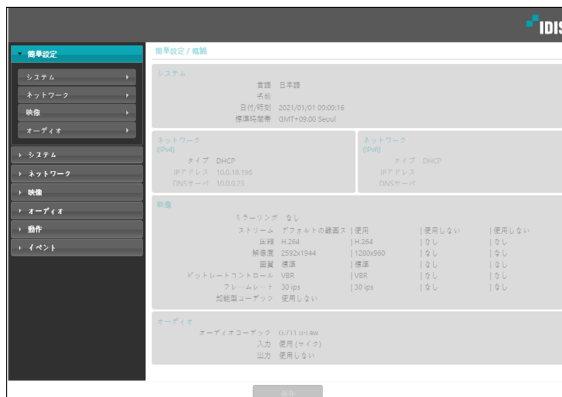 IDIS
簡単設定
システム
ネットワーク
映像
オーディオ
システム
ネットワーク
映像
オーディオ
動作
イベント
簡単設定 / 概観
システム
言語 日本語
名前
日付/時刻 2021/01/01 00:00:16
標準時間帯 GMT+09:00 Seoul
ネットワーク
(IPv4)
タイプ DHCP
IPアドレス 10.0.18.196
DNSサーバ 10.0.0.23
ネットワーク
(IPv6)
タイプ DHCP
IPアドレス
DNSサーバ
映像
ミラーリング なし
ストリーム デフォルトの録画ス | 使用 | 使用しない | 使用しない
圧縮 H.264 | H.264 | なし | なし
解像度 2592x1944 | 1280x960 | なし | なし
画質 標準 | 標準 | なし | なし
ビットレートコントロール VBR | VBR | なし | なし
フレームレート 30 ips | 30 ips | なし | なし
知能型コーデック 使用しない
オーディオ
オーディオコーデック G.711 u-Law
入力 使用 (マイク)
出力 使用しない